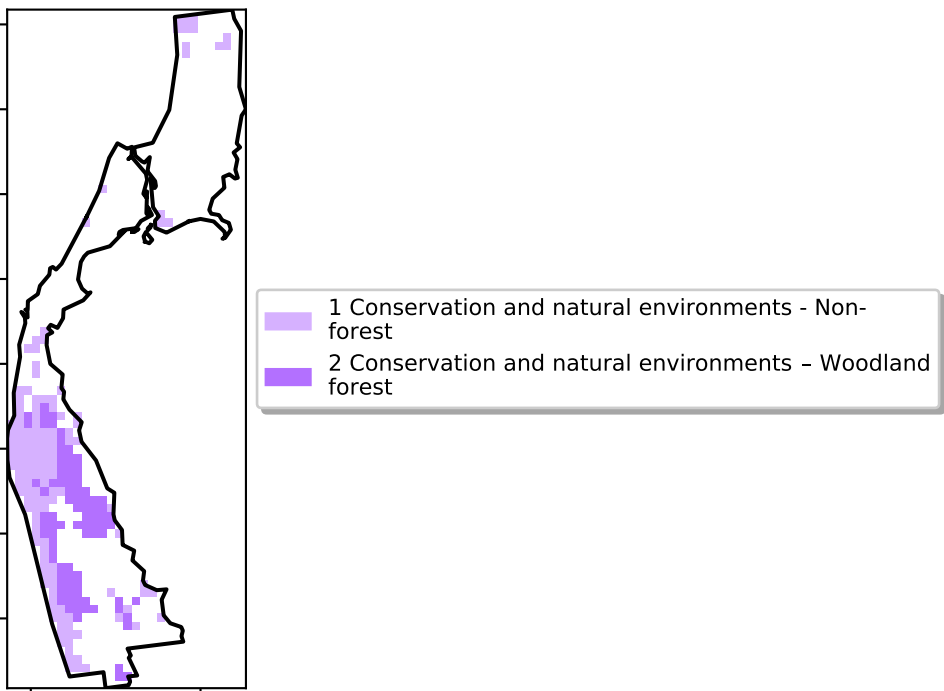 1 Conservation and natural environments - Non-
forest
2 Conservation and natural environments – Woodland
forest